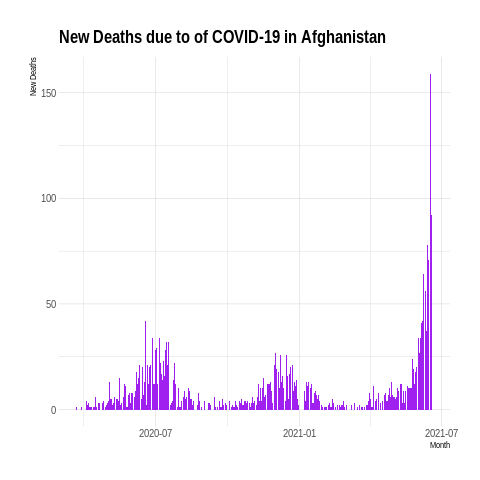 New Deaths due to of COVID-19 in Afghanistan
New Deaths
150
100
50
0
2020-07 2021-01 2021-07
Month